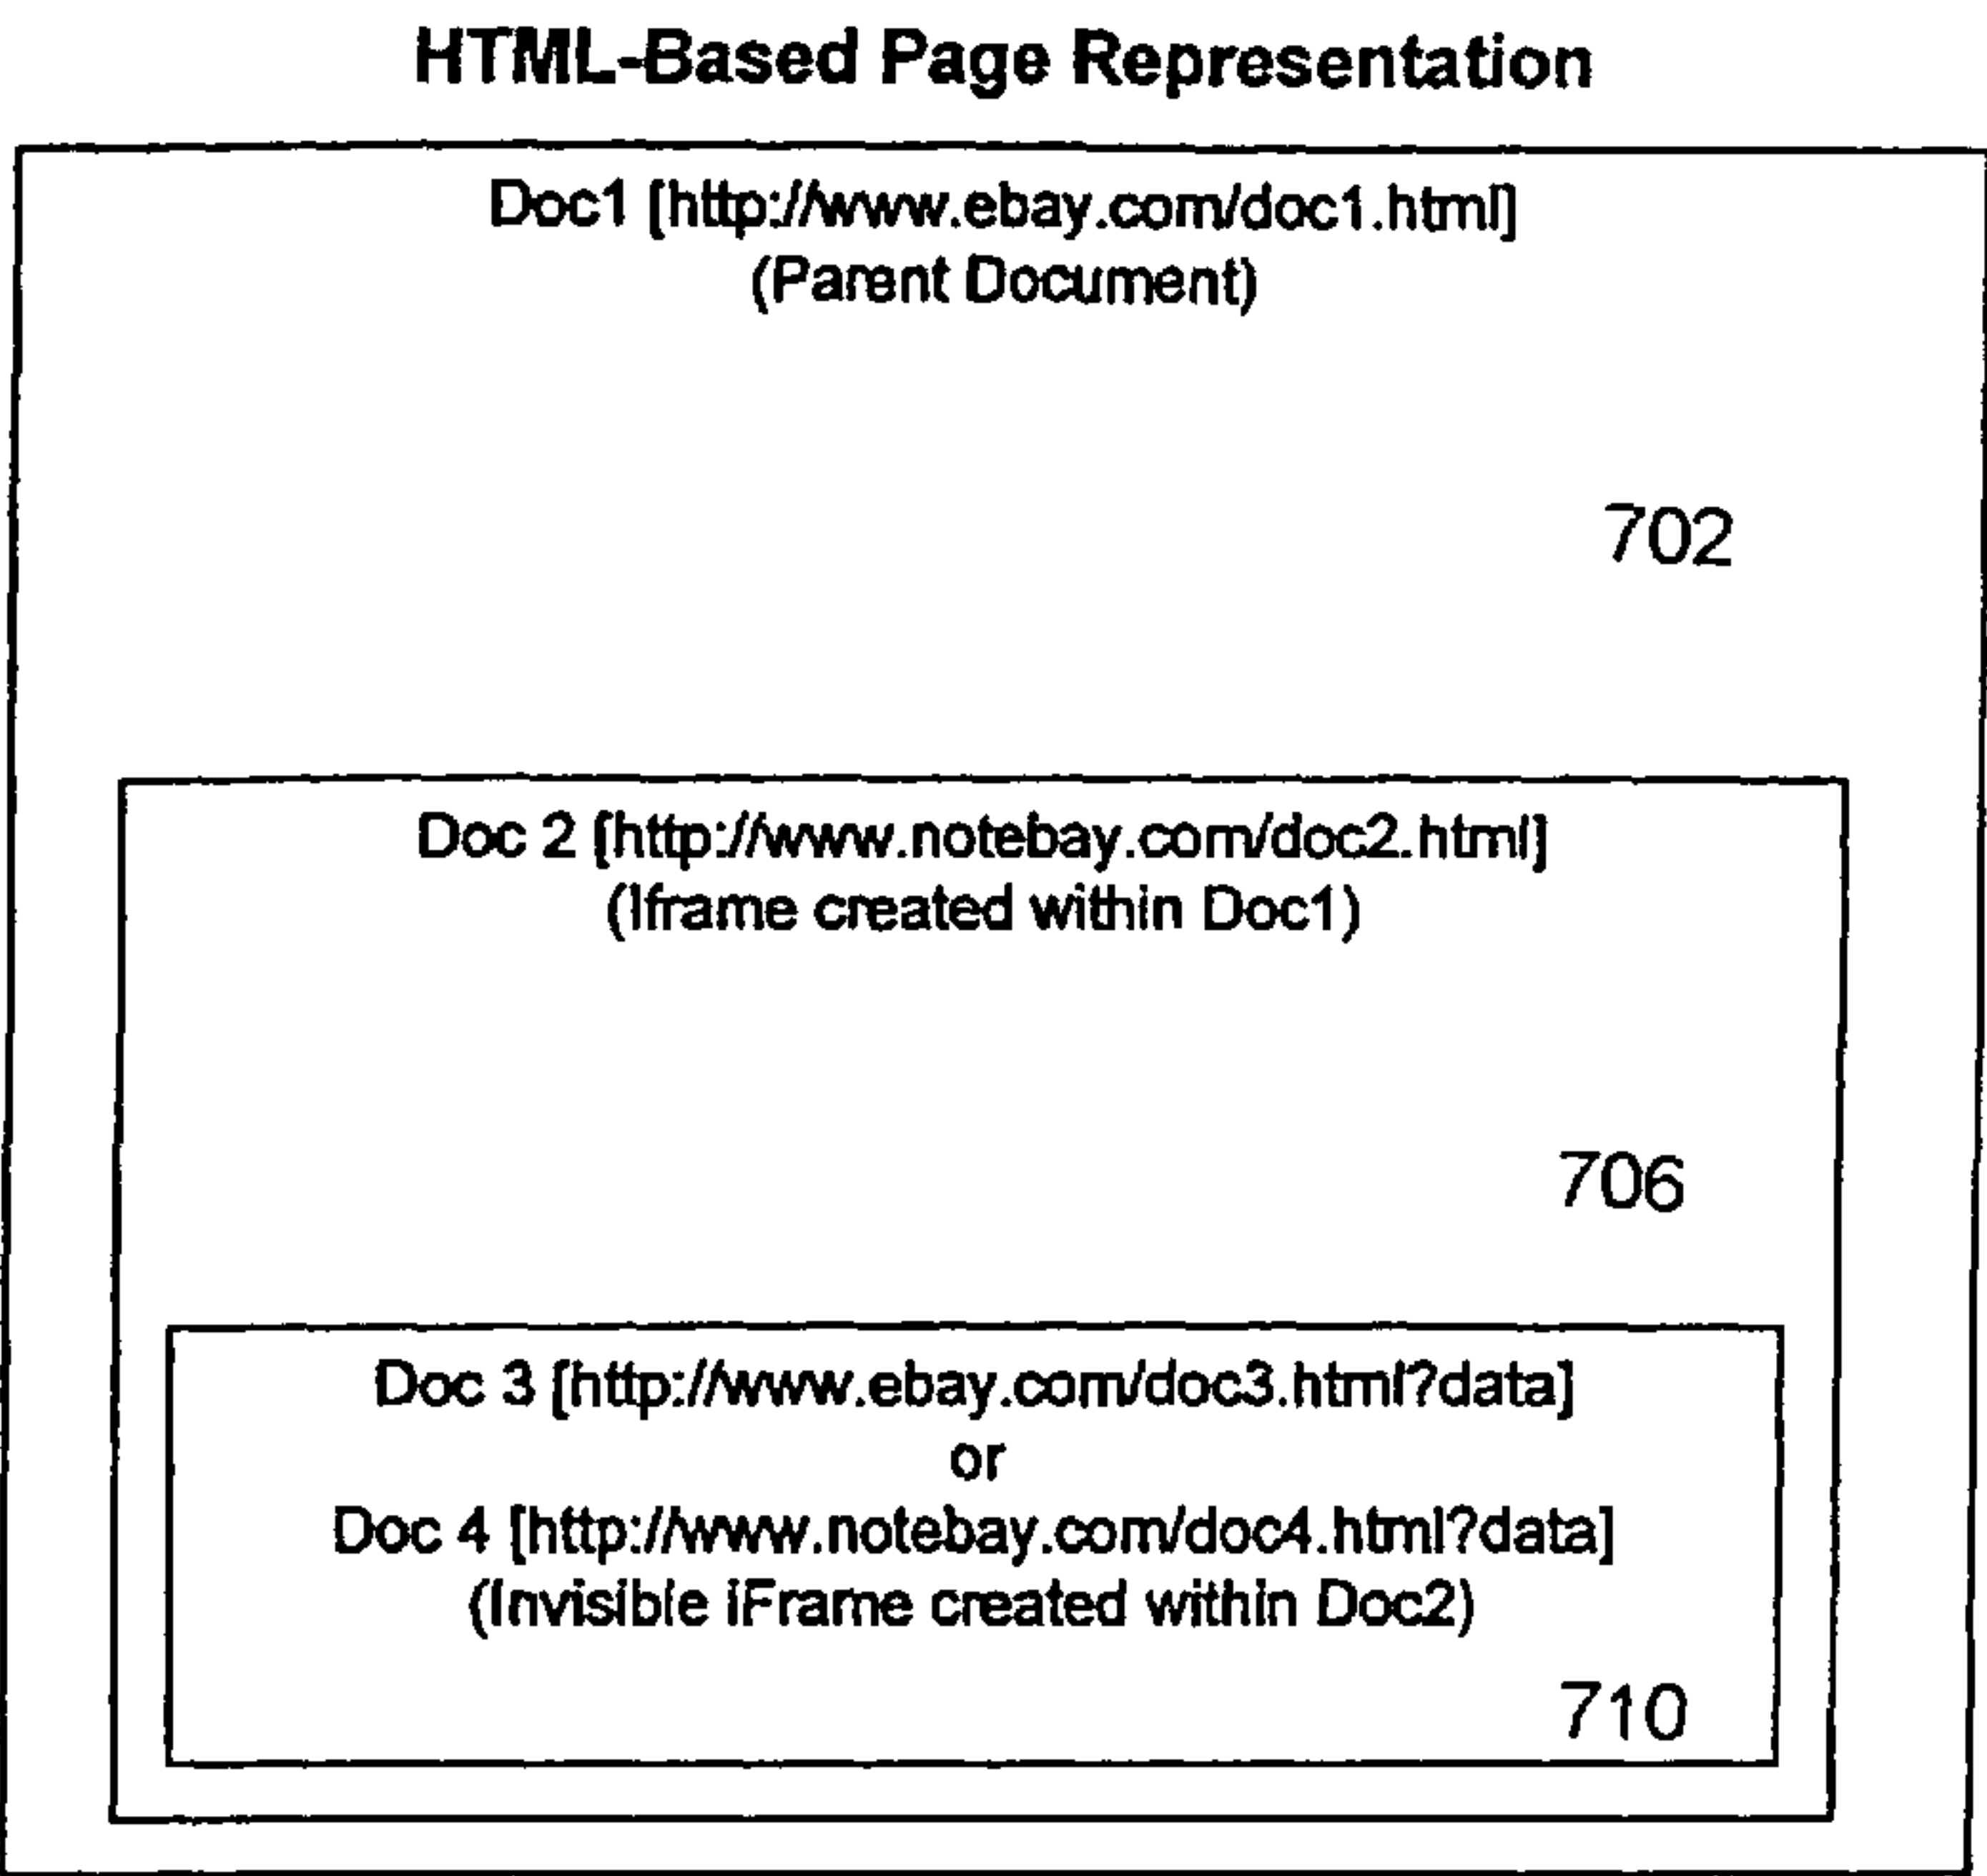 HTML-Based Page Representation
Doc1 [http://www.ebay.com/doc1.html]
(Parent Document)
702
Doc 2 [http://www.notebay.com/doc2.html]
(Iframe created within Doc1)
706
Doc 3 [http://www.ebay.com/doc3.html?data]
or
Doc 4 [http://www.notebay.com/doc4.html?data]
(Invisible iFrame created within Doc2)
710